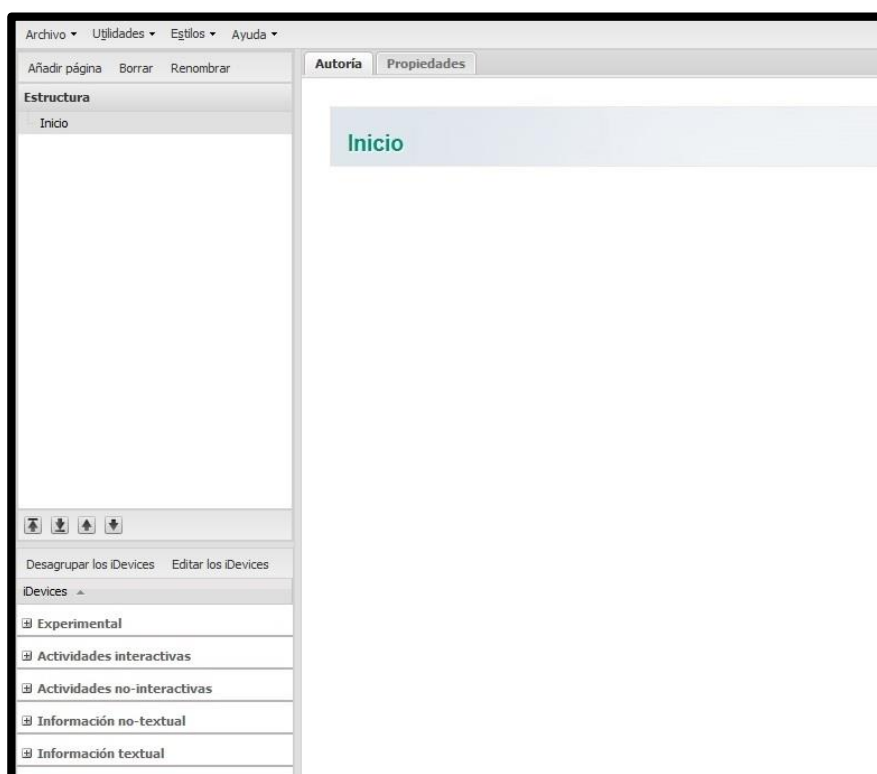 Archivo Utilidades Estilos Ayuda
Añadir página Borrar Renombrar
Autoría Propiedades
Estructura
Inicio
Inicio
Desagrupar los iDevices Editar los iDevices
iDevices
Experimental
Actividades interactivas
Actividades no-interactivas
Información no-textual
Información textual